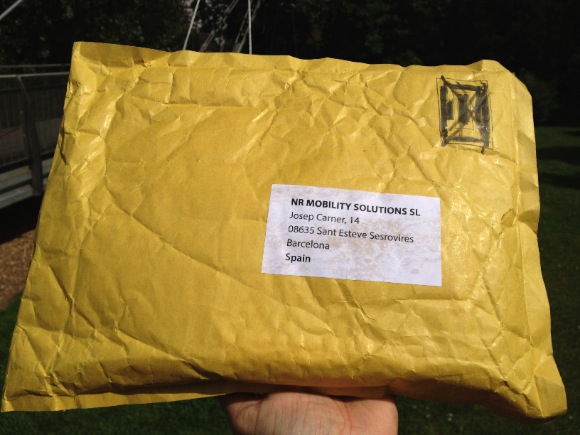 NR MOBILITY SOLUTIONS SL
Josep Carner, 14
08635 Sant Esteve Sesrovires
Barcelona
Spain